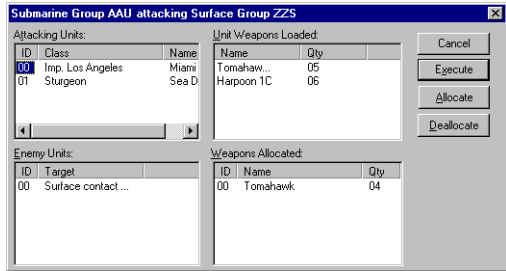 Submarine Group AAU attacking Surface Group ZZS
Attacking Units:
ID Class Name
00 Imp. Los Angeles Miami
01 Sturgeon Sea D
Unit Weapons Loaded:
Name Qty
Tomahaw... 05
Harpoon 1C 06
Cancel
Execute
Allocate
Deallocate
Enemy Units:
ID Target
00 Surface contact ...
Weapons Allocated:
ID Name Qty
00 Tomahawk 04